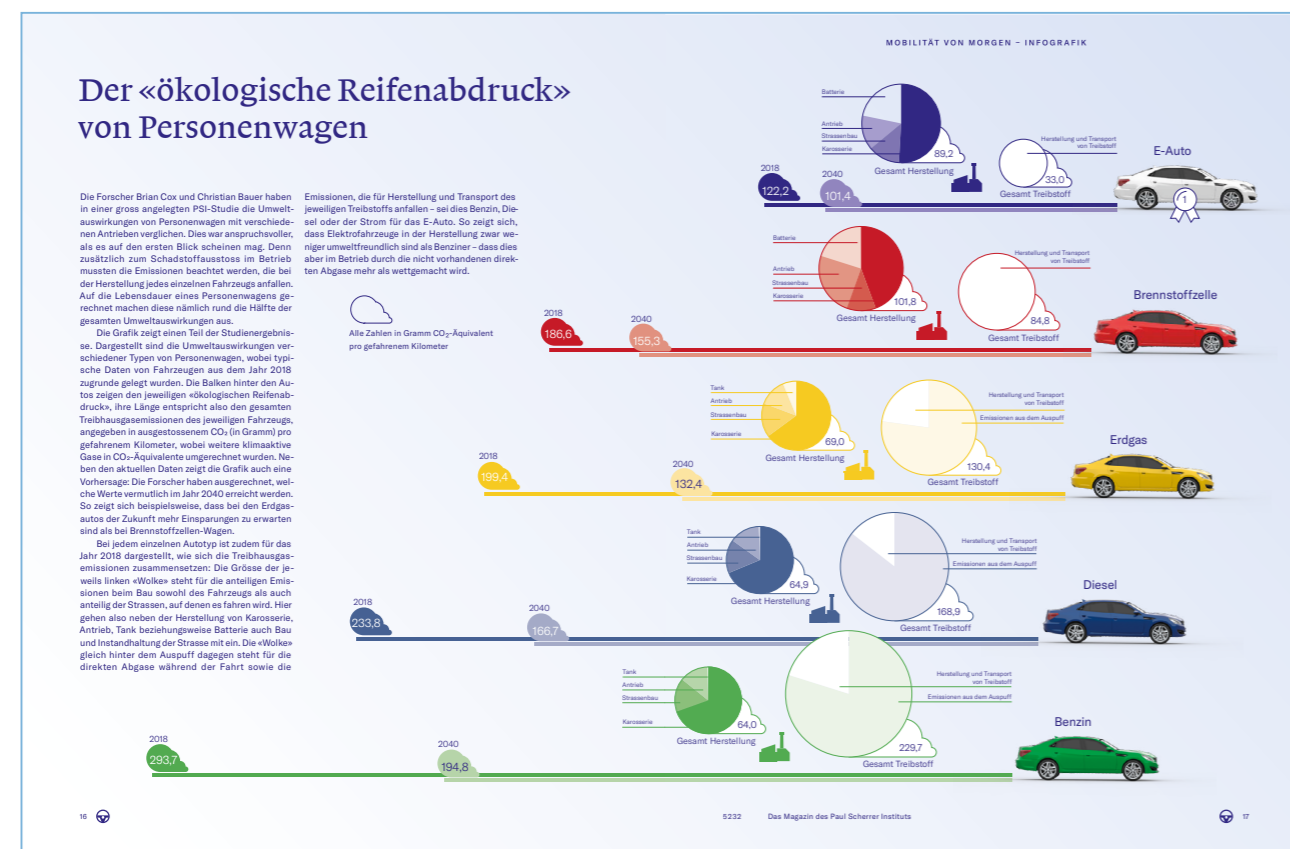 MOBILITÄT VON MORGEN – INFOGRAFIK
Der «ökologische Reifenabdruck»
von Personenwagen
Die Forscher Brian Cox und Christian Bauer haben
in einer gross angelegten PSI-Studie die Umwelt-
auswirkungen von Personenwagen mit verschiede-
nen Antrieben verglichen. Dies war anspruchsvoller,
als es auf den ersten Blick scheinen mag. Denn
zusätzlich zum Schadstoffausstoss im Betrieb
mussten die Emissionen beachtet werden, die bei
der Herstellung jedes einzelnen Fahrzeugs anfallen.
Auf die Lebensdauer eines Personenwagens ge-
rechnet machen diese nämlich rund die Hälfte der
gesamten Umweltauswirkungen aus.
Die Grafik zeigt einen Teil der Studienergebnis-
se. Dargestellt sind die Umweltauswirkungen ver-
schiedener Typen von Personenwagen, wobei typi-
sche Daten von Fahrzeugen aus dem Jahr 2018
zugrunde gelegt wurden. Die Balken hinter den Au-
tos zeigen den jeweiligen «ökologischen Reifenab-
druck», ihre Länge entspricht also den gesamten
Treibhausgasemissionen des jeweiligen Fahrzeugs,
angegeben in ausgestossenem CO₂ (in Gramm) pro
gefahrenem Kilometer, wobei weitere klimaaktive
Gase in CO₂-Äquivalente umgerechnet wurden. Ne-
ben den aktuellen Daten zeigt die Grafik auch eine
Vorhersage: Die Forscher haben ausgerechnet, wel-
che Werte vermutlich im Jahr 2040 erreicht werden.
So zeigt sich beispielsweise, dass bei den Erdgas-
autos der Zukunft mehr Einsparungen zu erwarten
sind als bei Brennstoffzellen-Wagen.
Bei jedem einzelnen Autotyp ist zudem für das
Jahr 2018 dargestellt, wie sich die Treibhausgas-
emissionen zusammensetzen: Die Grösse der je-
weils linken «Wolke» steht für die anteiligen Emis-
sionen beim Bau sowohl des Fahrzeugs als auch
anteilig der Strassen, auf denen es fahren wird. Hier
gehen also neben der Herstellung von Karosserie,
Antrieb, Tank beziehungsweise Batterie auch Bau
und Instandhaltung der Strasse mit ein. Die «Wolke»
gleich hinter dem Auspuff dagegen steht für die
direkten Abgase während der Fahrt sowie die
Emissionen, die für Herstellung und Transport des
jeweiligen Treibstoffs anfallen – sei dies Benzin, Die-
sel oder der Strom für das E-Auto. So zeigt sich,
dass Elektrofahrzeuge in der Herstellung zwar we-
niger umweltfreundlich sind als Benziner – dass dies
aber im Betrieb durch die nicht vorhandenen direk-
ten Abgase mehr als wettgemacht wird.
Alle Zahlen in Gramm CO₂-Äquivalent
pro gefahrenem Kilometer
Batterie
Antrieb
Strassenbau
Karosserie
89,2
Gesamt Herstellung
Herstellung und Transport
von Treibstoff
33,0
Gesamt Treibstoff
E-Auto
1
2018
122,2
2040
101,4
Batterie
Antrieb
Strassenbau
Karosserie
101,8
Gesamt Herstellung
Herstellung und Transport
von Treibstoff
84,8
Gesamt Treibstoff
Brennstoffzelle
2018
186,6
2040
155,3
Tank
Antrieb
Strassenbau
Karosserie
69,0
Gesamt Herstellung
Herstellung und Transport
von Treibstoff
Emissionen aus dem Auspuff
130,4
Gesamt Treibstoff
Erdgas
2018
199,4
2040
132,4
Tank
Antrieb
Strassenbau
Karosserie
64,9
Gesamt Herstellung
Herstellung und Transport
von Treibstoff
Emissionen aus dem Auspuff
168,9
Gesamt Treibstoff
Diesel
2018
233,8
2040
166,7
Tank
Antrieb
Strassenbau
Karosserie
64,0
Gesamt Herstellung
Herstellung und Transport
von Treibstoff
Emissionen aus dem Auspuff
229,7
Gesamt Treibstoff
Benzin
2018
293,7
2040
194,8
16
5232 Das Magazin des Paul Scherrer Instituts
17